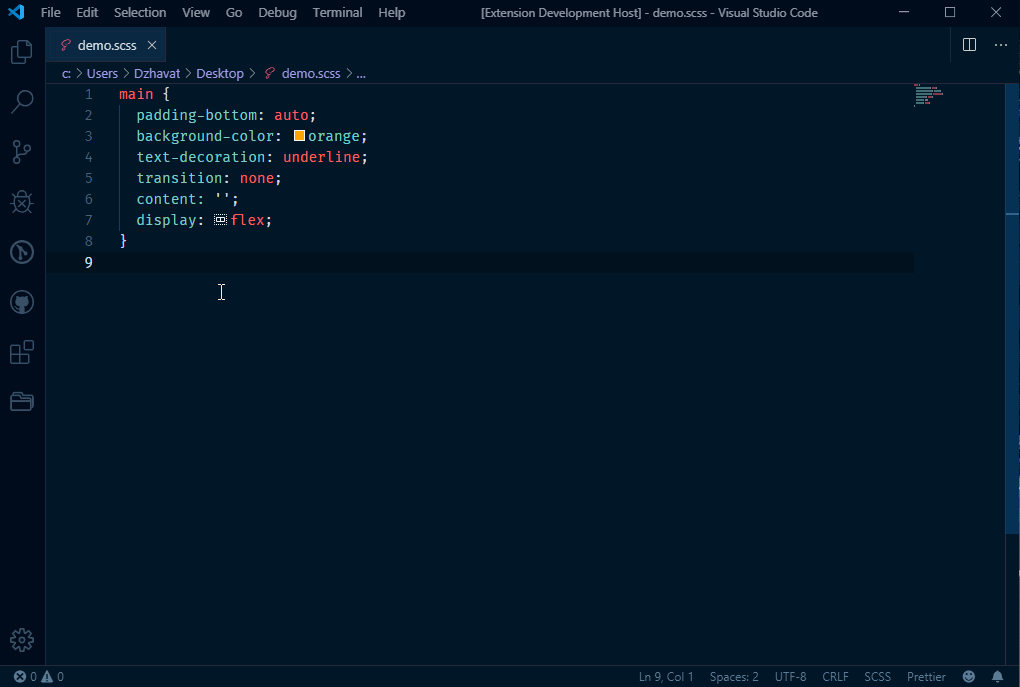 File Edit Selection View Go Debug Terminal Help [Extension Development Host] - demo.scss - Visual Studio Code
demo.scss
c: > Users > Dzhavat > Desktop > demo.scss > ...
1 main {
2 padding-bottom: auto;
3 background-color: orange;
4 text-decoration: underline;
5 transition: none;
6 content: '';
7 display: flex;
8 }
9
0 0 Ln 9, Col 1 Spaces: 2 UTF-8 CRLF SCSS Prettier